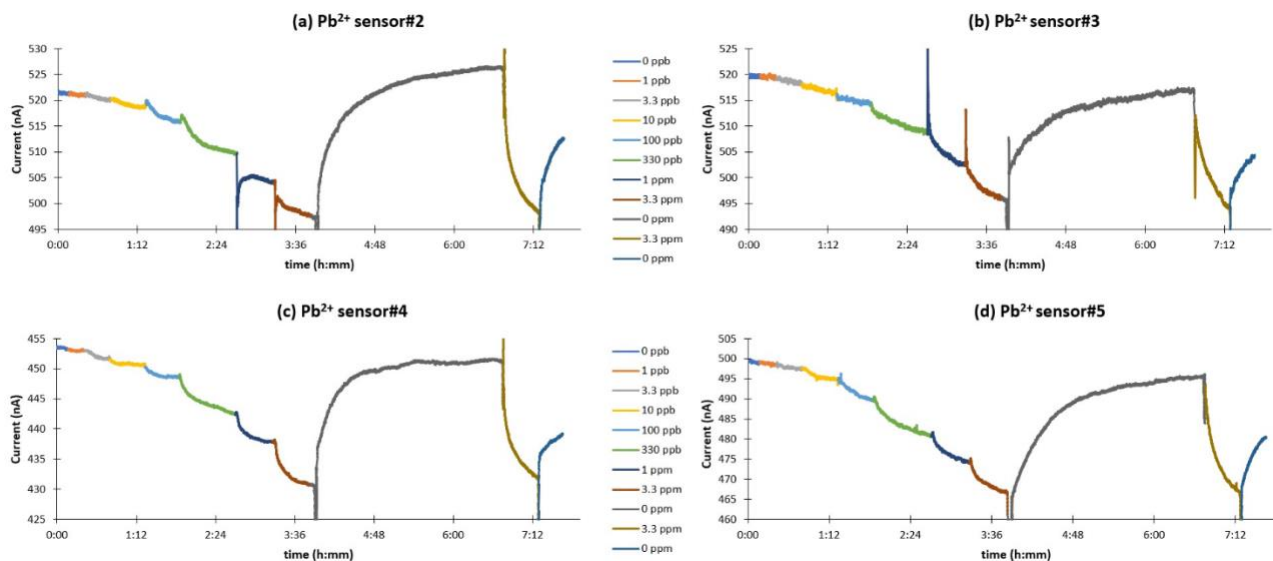 (a) Pb²⁺ sensor#2
Current (nA)
530
525
520
515
510
505
500
495
0:00 1:12 2:24 3:36 4:48 6:00 7:12
time (h:mm)
0 ppb
1 ppb
3.3 ppb
10 ppb
100 ppb
330 ppb
1 ppm
3.3 ppm
0 ppm
3.3 ppm
0 ppm
(b) Pb²⁺ sensor#3
Current (nA)
525
520
515
510
505
500
495
490
0:00 1:12 2:24 3:36 4:48 6:00 7:12
time (h:mm)
(c) Pb²⁺ sensor#4
Current (nA)
455
450
445
440
435
430
425
0:00 1:12 2:24 3:36 4:48 6:00 7:12
time (h:mm)
0 ppb
1 ppb
3.3 ppb
10 ppb
100 ppb
330 ppb
1 ppm
3.3 ppm
0 ppm
3.3 ppm
0 ppm
(d) Pb²⁺ sensor#5
Current (nA)
505
500
495
490
485
480
475
470
465
460
0:00 1:12 2:24 3:36 4:48 6:00 7:12
time (h:mm)